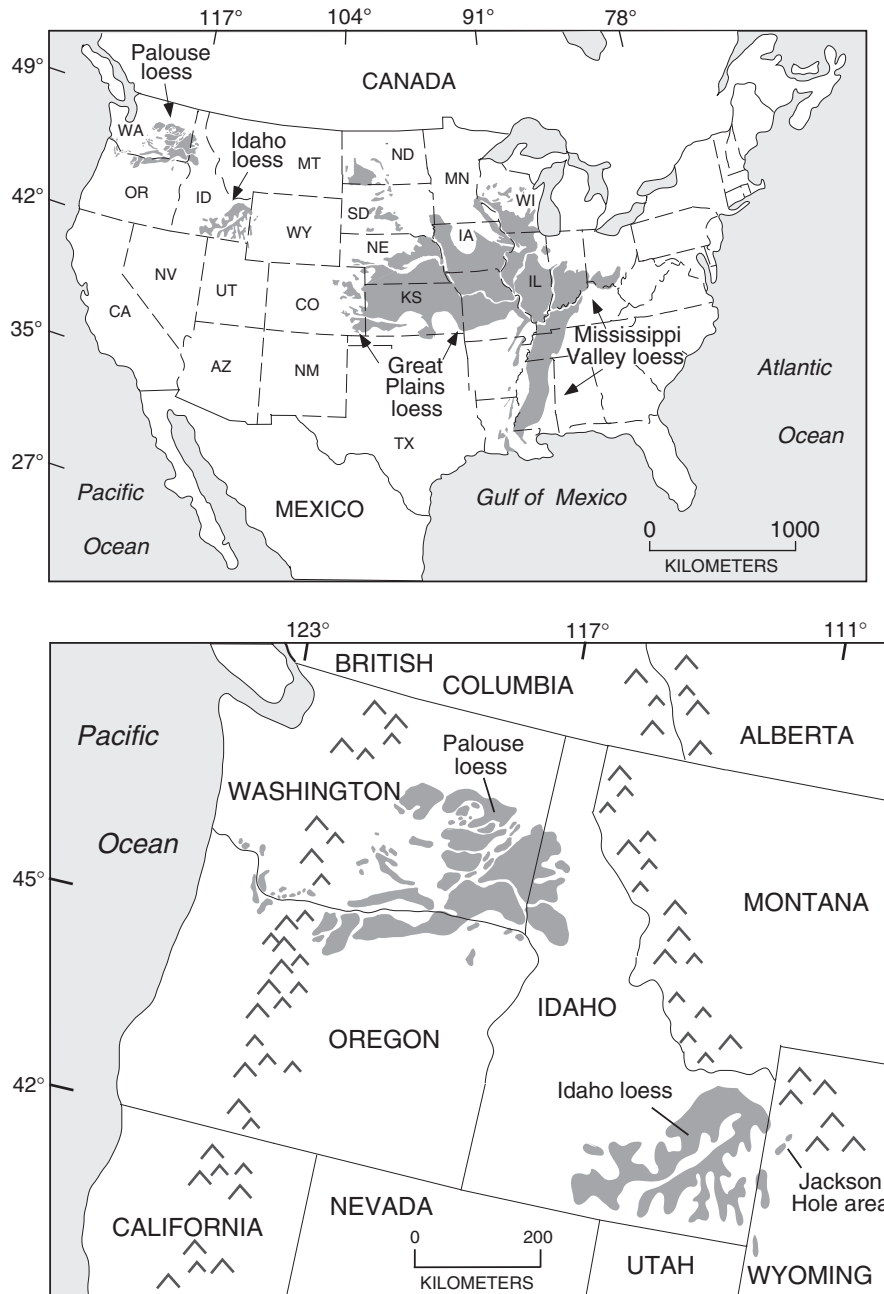 117° 104° 91° 78°
Palouse
loess
49°
CANADA
WA
Idaho
loess
MT
ND
MN
OR
ID
42°
WI
SD
WY
IA
NE
NV
UT
CO
KS
IL
CA
35°
Mississippi
Valley loess
Great
Plains
loess
AZ
NM
Atlantic
Ocean
TX
27°
Pacific
Ocean
MEXICO
Gulf of Mexico
0 1000
KILOMETERS
123° 117° 111°
BRITISH
COLUMBIA
Pacific
Ocean
ALBERTA
Palouse
loess
WASHINGTON
45°
MONTANA
IDAHO
OREGON
42°
Idaho loess
Jackson
Hole area
NEVADA
CALIFORNIA
0 200
KILOMETERS
UTAH
WYOMING